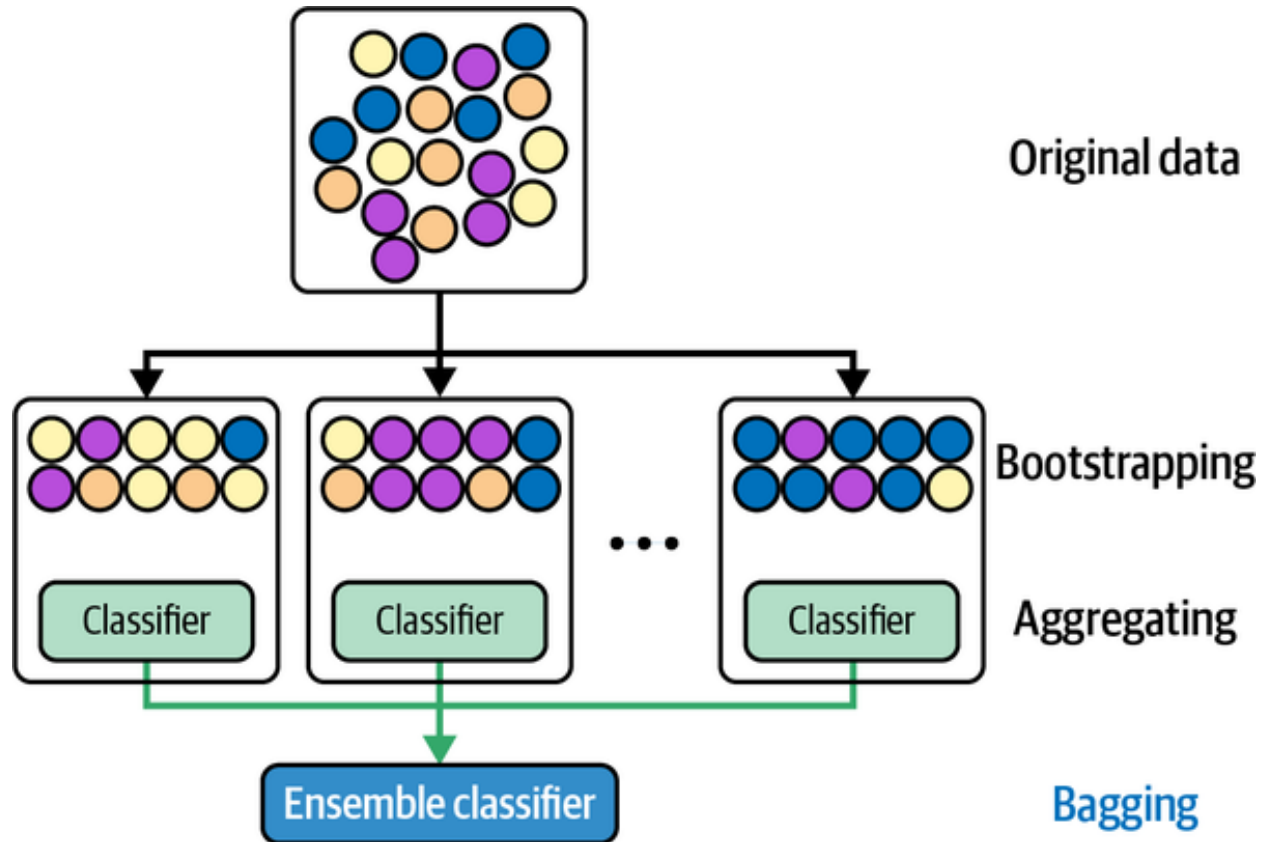 Original data
Bootstrapping
...
Classifier
Classifier
Classifier
Aggregating
Ensemble classifier
Bagging